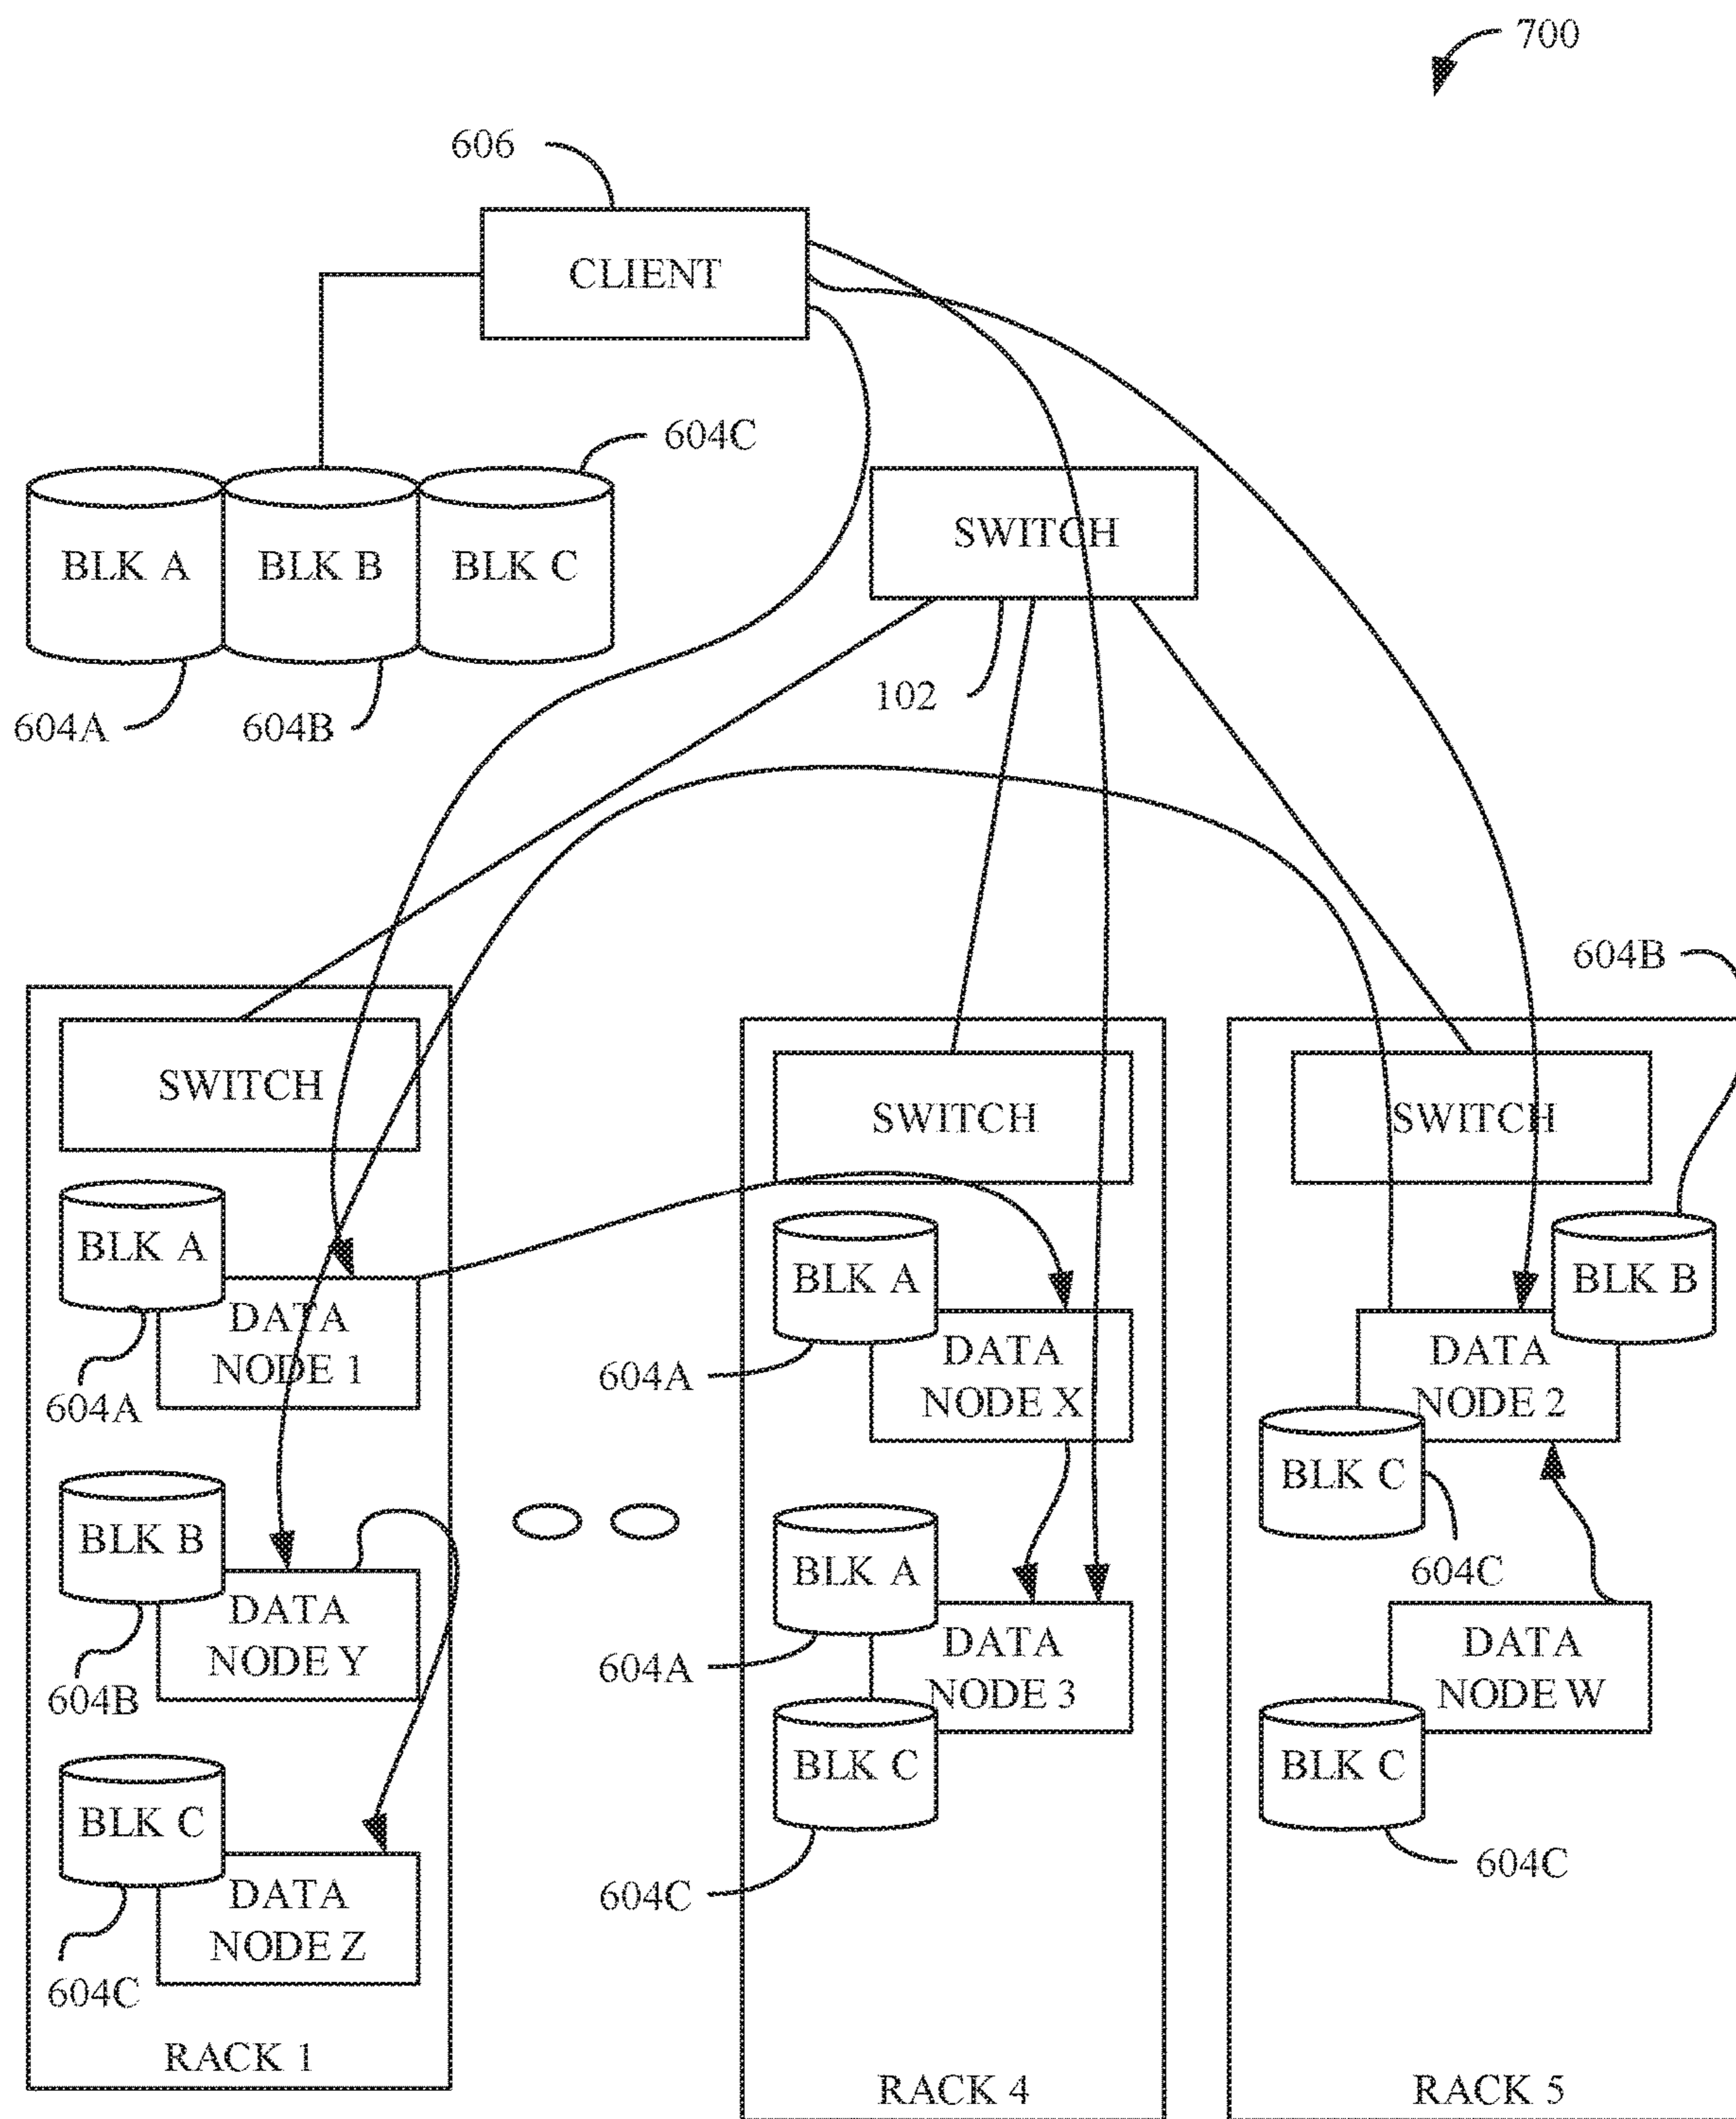 700
606
CLIENT
604C
BLK A
BLK B
BLK C
SWITCH
604A
604B
102
604B
SWITCH
BLK A
DATA
NODE 1
604A
BLK B
DATA
NODE Y
604B
BLK C
DATA
NODE Z
604C
RACK 1
SWITCH
BLK A
DATA
NODE X
604A
BLK A
DATA
NODE 3
604A
BLK C
604C
RACK 4
SWITCH
BLK B
DATA
NODE 2
BLK C
604C
DATA
NODE W
BLK C
604C
RACK 5